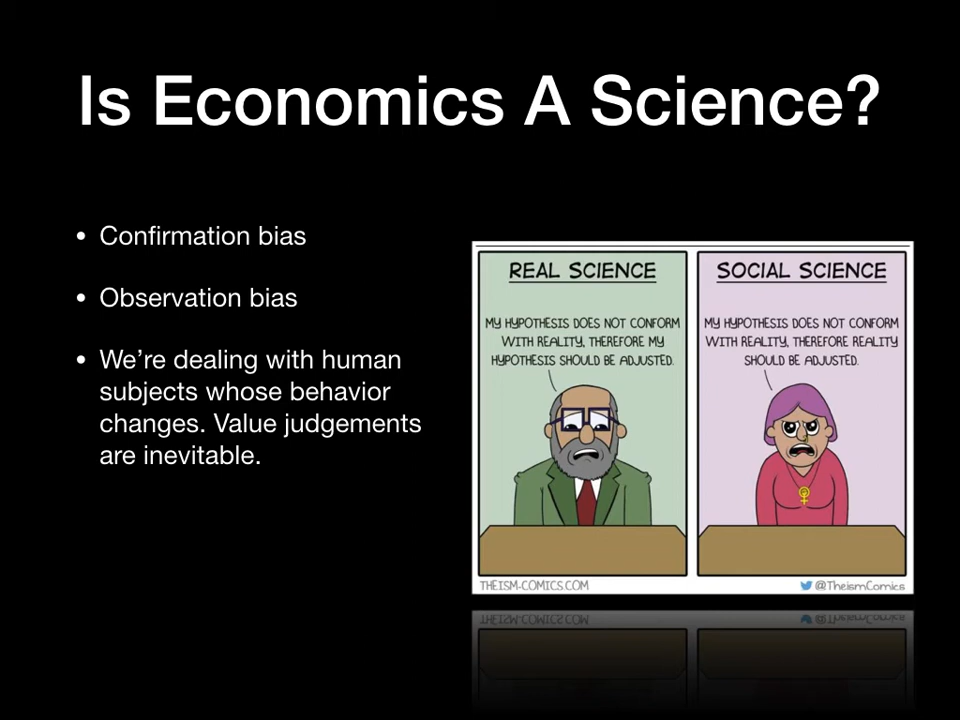 Is Economics A Science?
• Confirmation bias
• Observation bias
• We’re dealing with human
subjects whose behavior
changes. Value judgements
are inevitable.
REAL SCIENCE
MY HYPOTHESIS DOES NOT CONFORM
WITH REALITY, THEREFORE MY
HYPOTHESIS SHOULD BE ADJUSTED.
SOCIAL SCIENCE
MY HYPOTHESIS DOES NOT CONFORM
WITH REALITY, THEREFORE REALITY
SHOULD BE ADJUSTED.
THEISM-COMICS.COM
@TheismComics